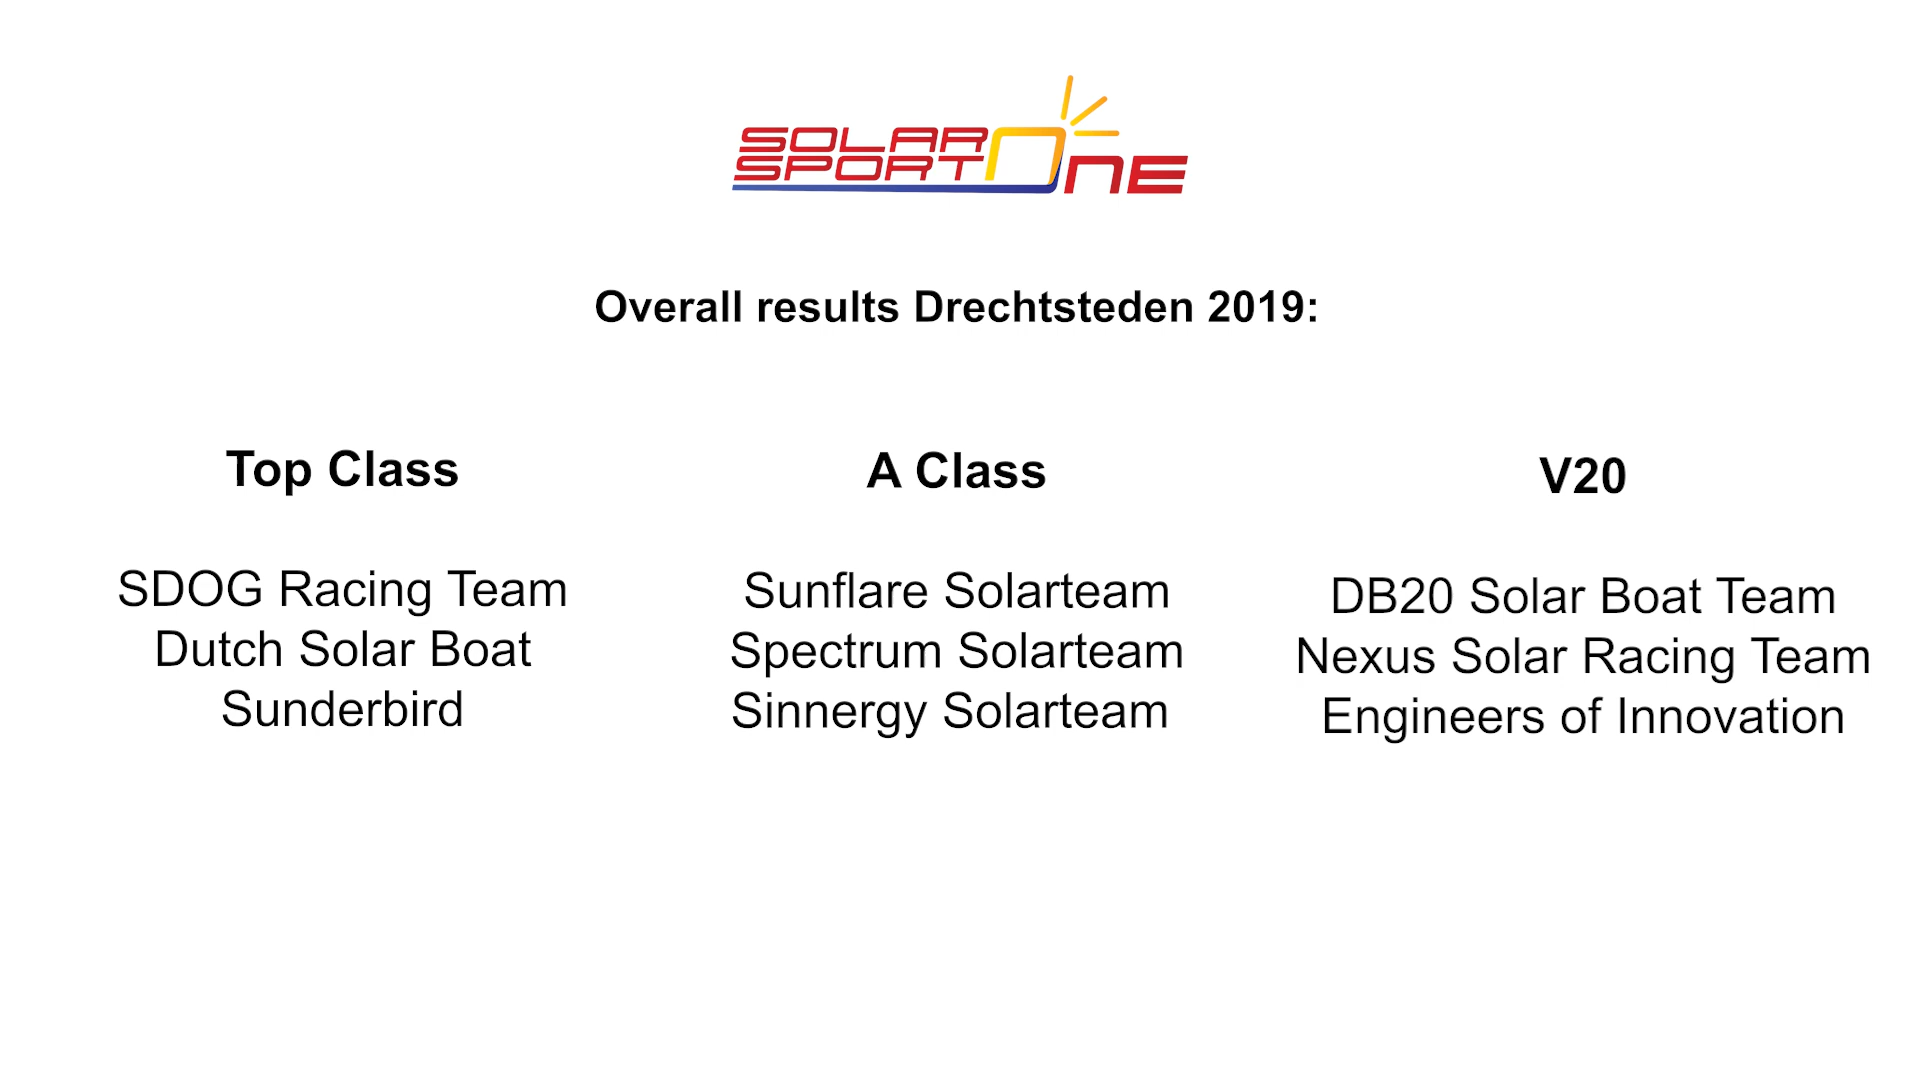 SOLAR
SPORT ONE
Overall results Drechtsteden 2019:
Top Class
SDOG Racing Team
Dutch Solar Boat
Sunderbird
A Class
Sunflare Solarteam
Spectrum Solarteam
Sinnergy Solarteam
V20
DB20 Solar Boat Team
Nexus Solar Racing Team
Engineers of Innovation